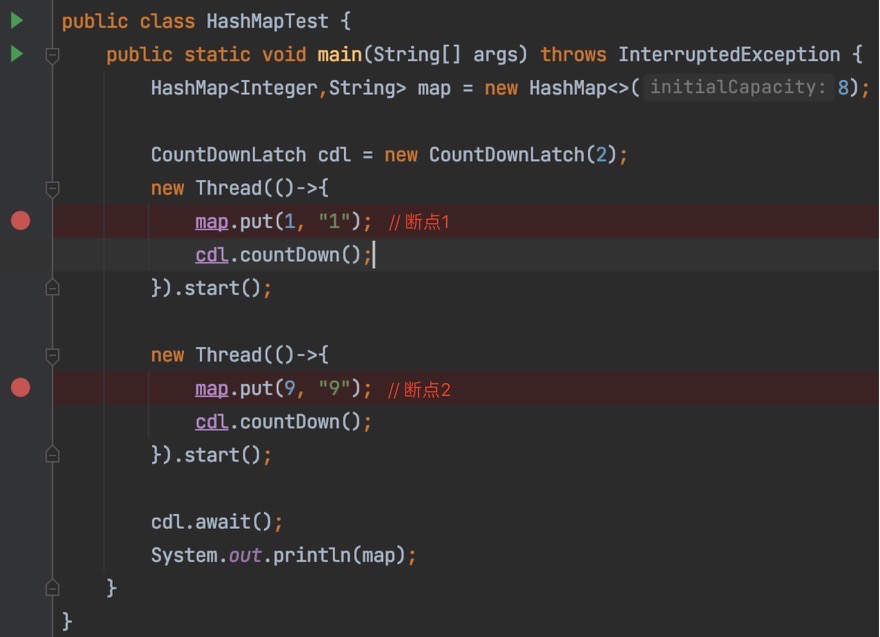 public class HashMapTest {
public static void main(String[] args) throws InterruptedException {
HashMap<Integer,String> map = new HashMap<>( initialCapacity: 8);
CountDownLatch cdl = new CountDownLatch(2);
new Thread(()->{
map.put(1, "1"); //断点1
cdl.countDown();
}).start();
new Thread(()->{
map.put(9, "9"); //断点2
cdl.countDown();
}).start();
cdl.await();
System.out.println(map);
}
}